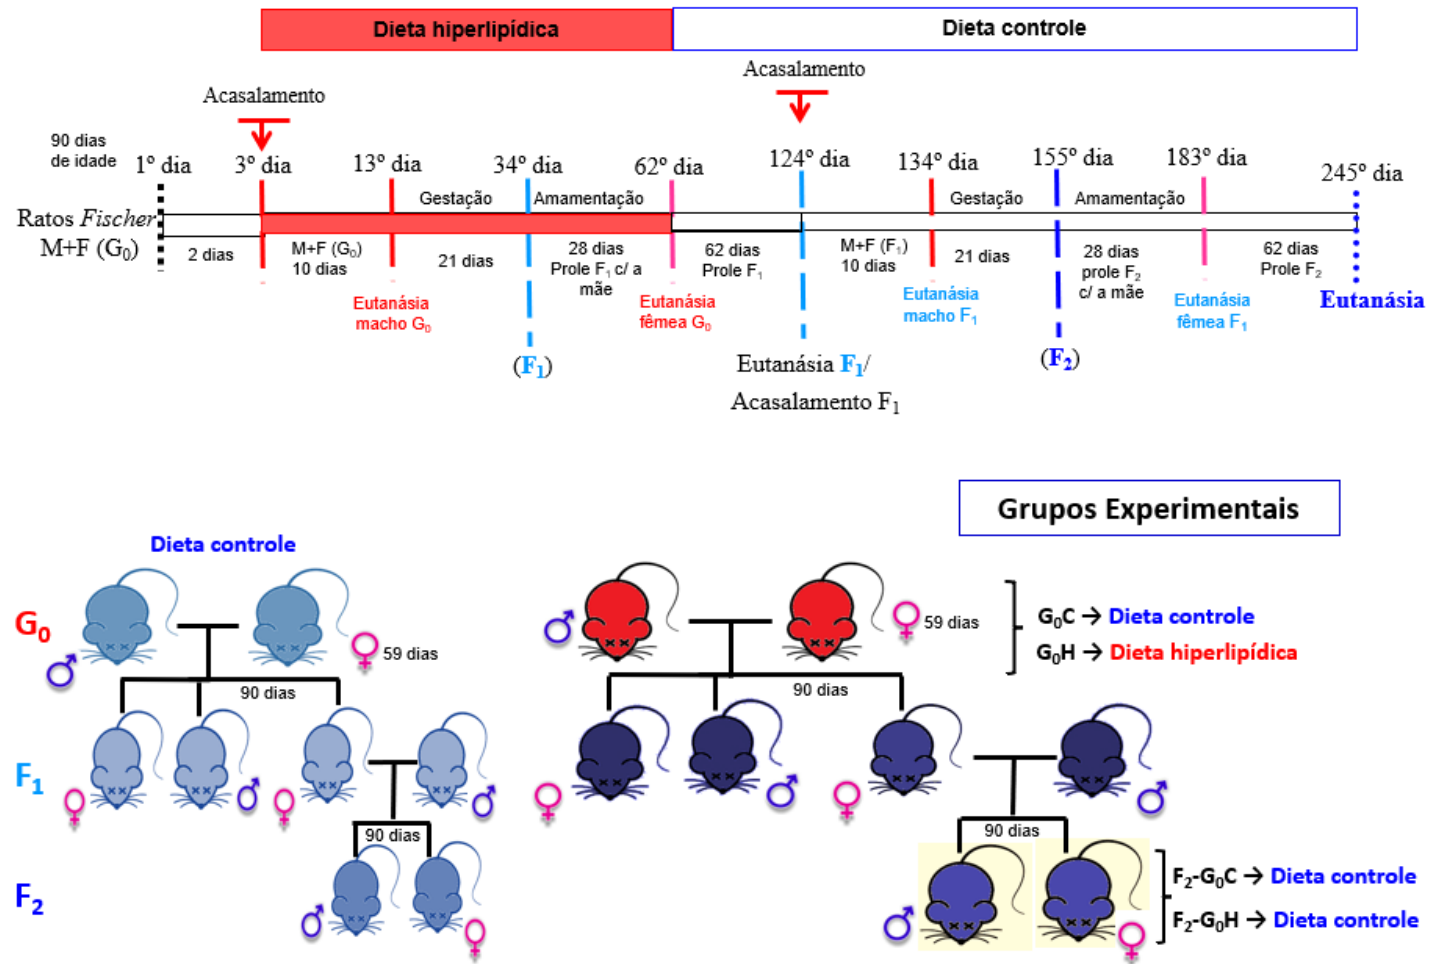 Dieta hiperlipídica
Dieta controle
Acasalamento
Acasalamento
90 dias
de idade
1º dia
3º dia
13º dia
34º dia
62º dia
124º dia
134º dia
155º dia
183º dia
245º dia
Gestação
Amamentação
Gestação
Amamentação
Ratos Fischer
M+F (G₀)
2 dias
M+F (G₀)
10 dias
21 dias
28 dias
Prole F₁ c/ a
mãe
62 dias
Prole F₁
M+F (F₁)
10 dias
21 dias
28 dias
prole F₂
c/ a mãe
62 dias
Prole F₂
Eutanásia
macho G₀
Eutanásia
fêmea G₀
Eutanásia
macho F₁
Eutanásia
fêmea F₁
Eutanásia
(F₁)
Eutanásia F₁/
Acasalamento F₁
(F₂)
Grupos Experimentais
Dieta controle
G₀
59 dias
59 dias
G₀C → Dieta controle
G₀H → Dieta hiperlipídica
90 dias
90 dias
F₁
90 dias
90 dias
F₂
F₂-G₀C → Dieta controle
F₂-G₀H → Dieta controle